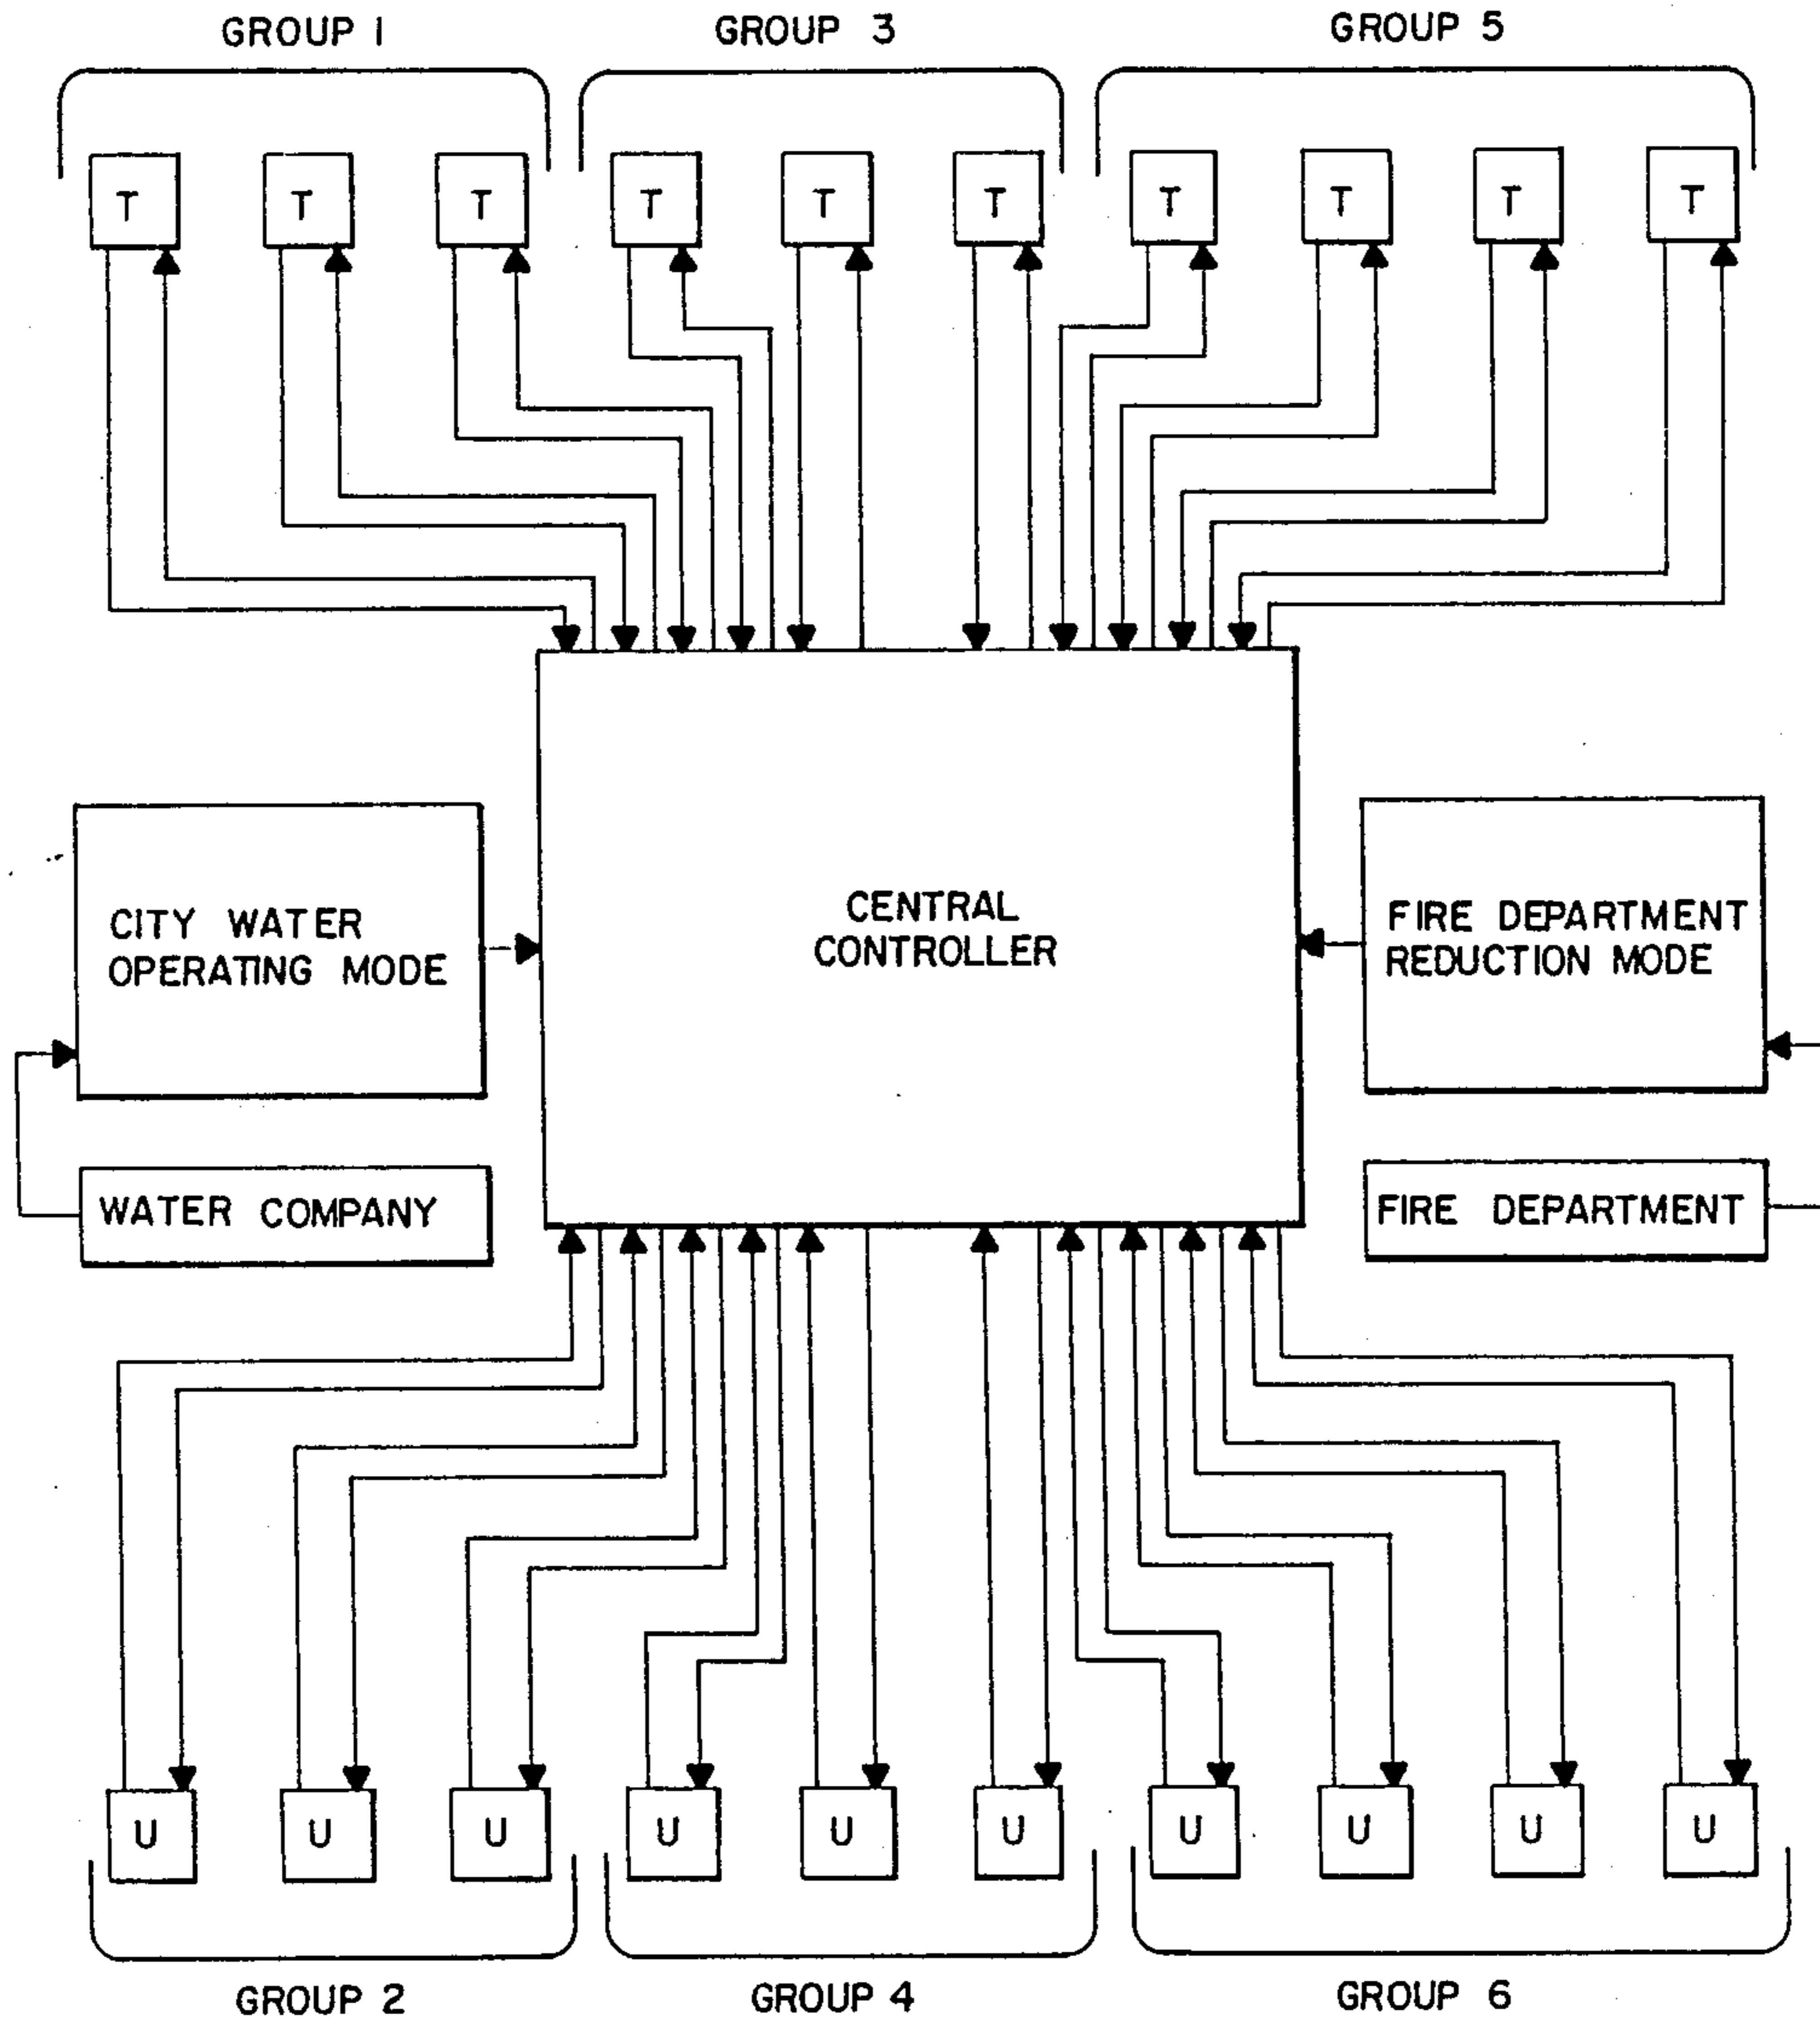 GROUP 1
GROUP 3
GROUP 5
T
T
T
T
T
T
T
T
T
T
CITY WATER
OPERATING MODE
CENTRAL
CONTROLLER
FIRE DEPARTMENT
REDUCTION MODE
WATER COMPANY
FIRE DEPARTMENT
U
U
U
U
U
U
U
U
U
U
GROUP 2
GROUP 4
GROUP 6